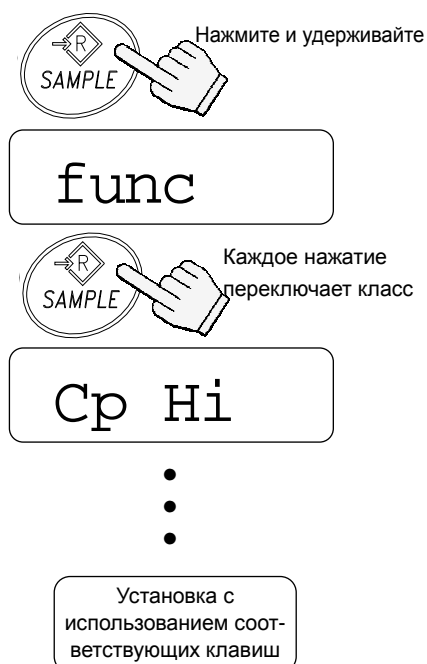 R
SAMPLE
Нажмите и удерживайте
func
R
SAMPLE
Каждое нажатие
переключает класс
Cp Hi
Установка с
использованием соот-
ветствующих клавиш